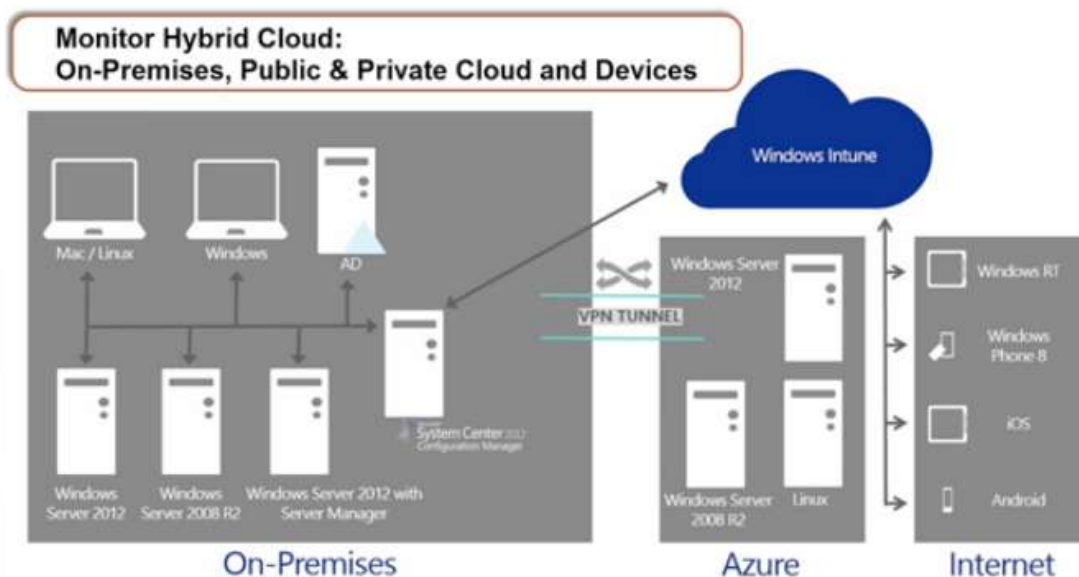 Monitor Hybrid Cloud:
On-Premises, Public & Private Cloud and Devices
Windows Intune
Mac / Linux
Windows
AD
Windows Server
2012
VPN TUNNEL
Windows RT
Windows
Phone 8
iOS
Android
System Center 2012
Configuration Manager
Windows
Server 2012
Windows
Server 2008 R2
Windows Server 2012 with
Server Manager
Windows Server
2008 R2
Linux
On-Premises
Azure
Internet